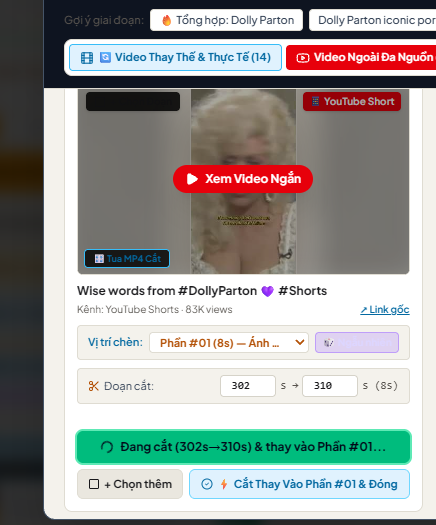 Gợi ý giai đoạn: 🔥 Tổng hợp: Dolly Parton Dolly Parton iconic por
🔄 Video Thay Thế & Thực Tế (14) Video Ngoài Đa Nguồn
YouTube Short
Xem Video Ngắn
Tua MP4 Cắt
Wise words from #DollyParton 💜 #Shorts
Kênh: YouTube Shorts · 83K views ↗ Link gốc
Vị trí chèn: Phần #01 (8s) — Ảnh ...
Đoạn cắt: 302 s → 310 s (8s)
Đang cắt (302s→310s) & thay vào Phần #01...
+ Chọn thêm ⚡ Cắt Thay Vào Phần #01 & Đóng